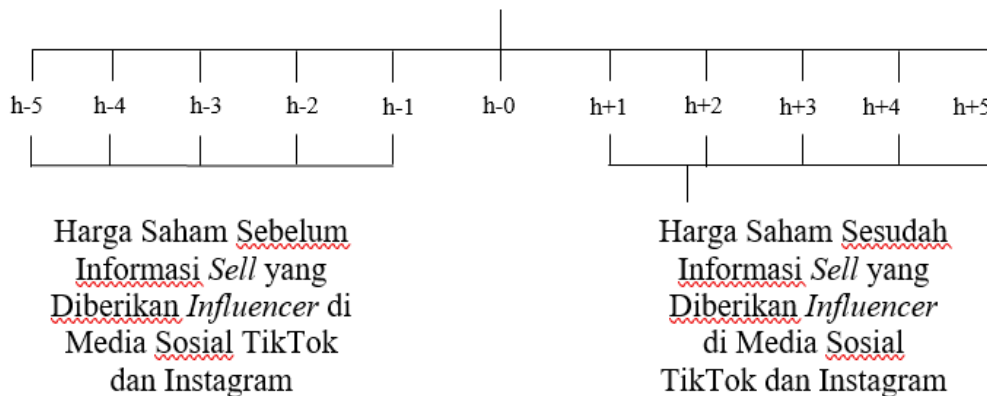 h-5 h-4 h-3 h-2 h-1 h-0 h+1 h+2 h+3 h+4 h+5
Harga Saham Sebelum
Informasi Sell yang
Diberikan Influencer di
Media Sosial TikTok
dan Instagram
Harga Saham Sesudah
Informasi Sell yang
Diberikan Influencer
di Media Sosial
TikTok dan Instagram